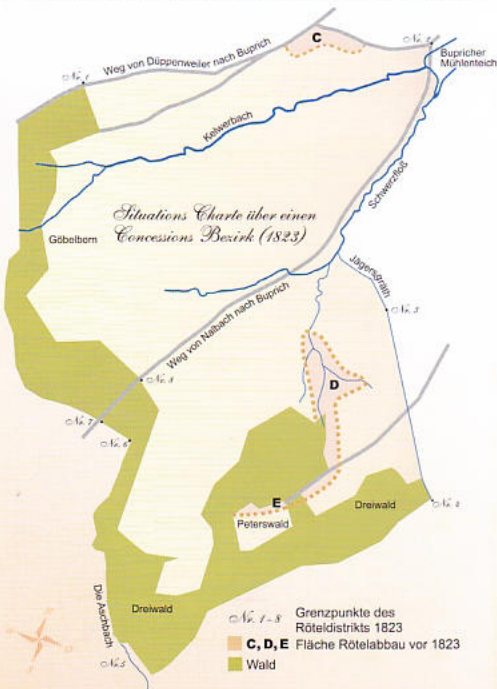 C
Nr. 2
Bupricher
Mühlenteich
Weg von Düppenweiler nach Buprich
Nr. 1
Kelwerbach
Schwerzfloß
Situations Charte über einen
Concessions Bezirk (1823)
Göbelborn
Jägersgräth
Nr. 3
Weg von Nalbach nach Buprich
Nr. 8
D
Nr. 7
Nr. 6
E
Peterswald
Dreiwald
Nr. 4
Die Aschbach
Dreiwald
Nr. 5
Nr. 1-8 Grenzpunkte des
Röteldistrikts 1823
C, D, E Fläche Rötelabbau vor 1823
Wald